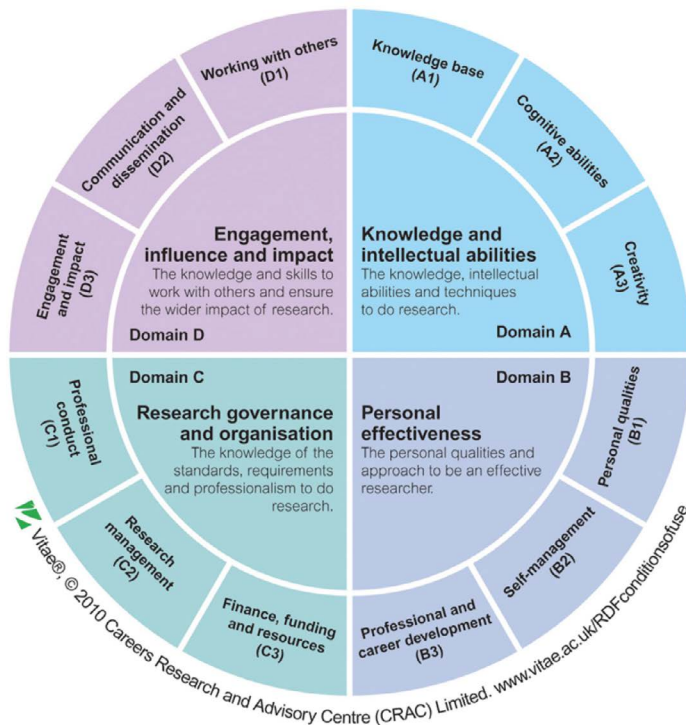 Working with others
(D1)
Knowledge base
(A1)
Communication and
dissemination
(D2)
Cognitive abilities
(A2)
Engagement
and impact
(D3)
Creativity
(A3)
Engagement,
influence and impact
The knowledge and skills to
work with others and ensure
the wider impact of research.
Domain D
Knowledge and
intellectual abilities
The knowledge, intellectual
abilities and techniques
to do research.
Domain A
Domain C
Research governance
and organisation
The knowledge of the
standards, requirements
and professionalism to do
research.
Domain B
Personal
effectiveness
The personal qualities and
approach to be an effective
researcher.
Professional
conduct
(C1)
Personal qualities
(B1)
Research
management
(C2)
Self-management
(B2)
Finance, funding
and resources
(C3)
Professional and
career development
(B3)
Vitae®, © 2010 Careers Research and Advisory Centre (CRAC) Limited. www.vitae.ac.uk/RDFconditionsofuse